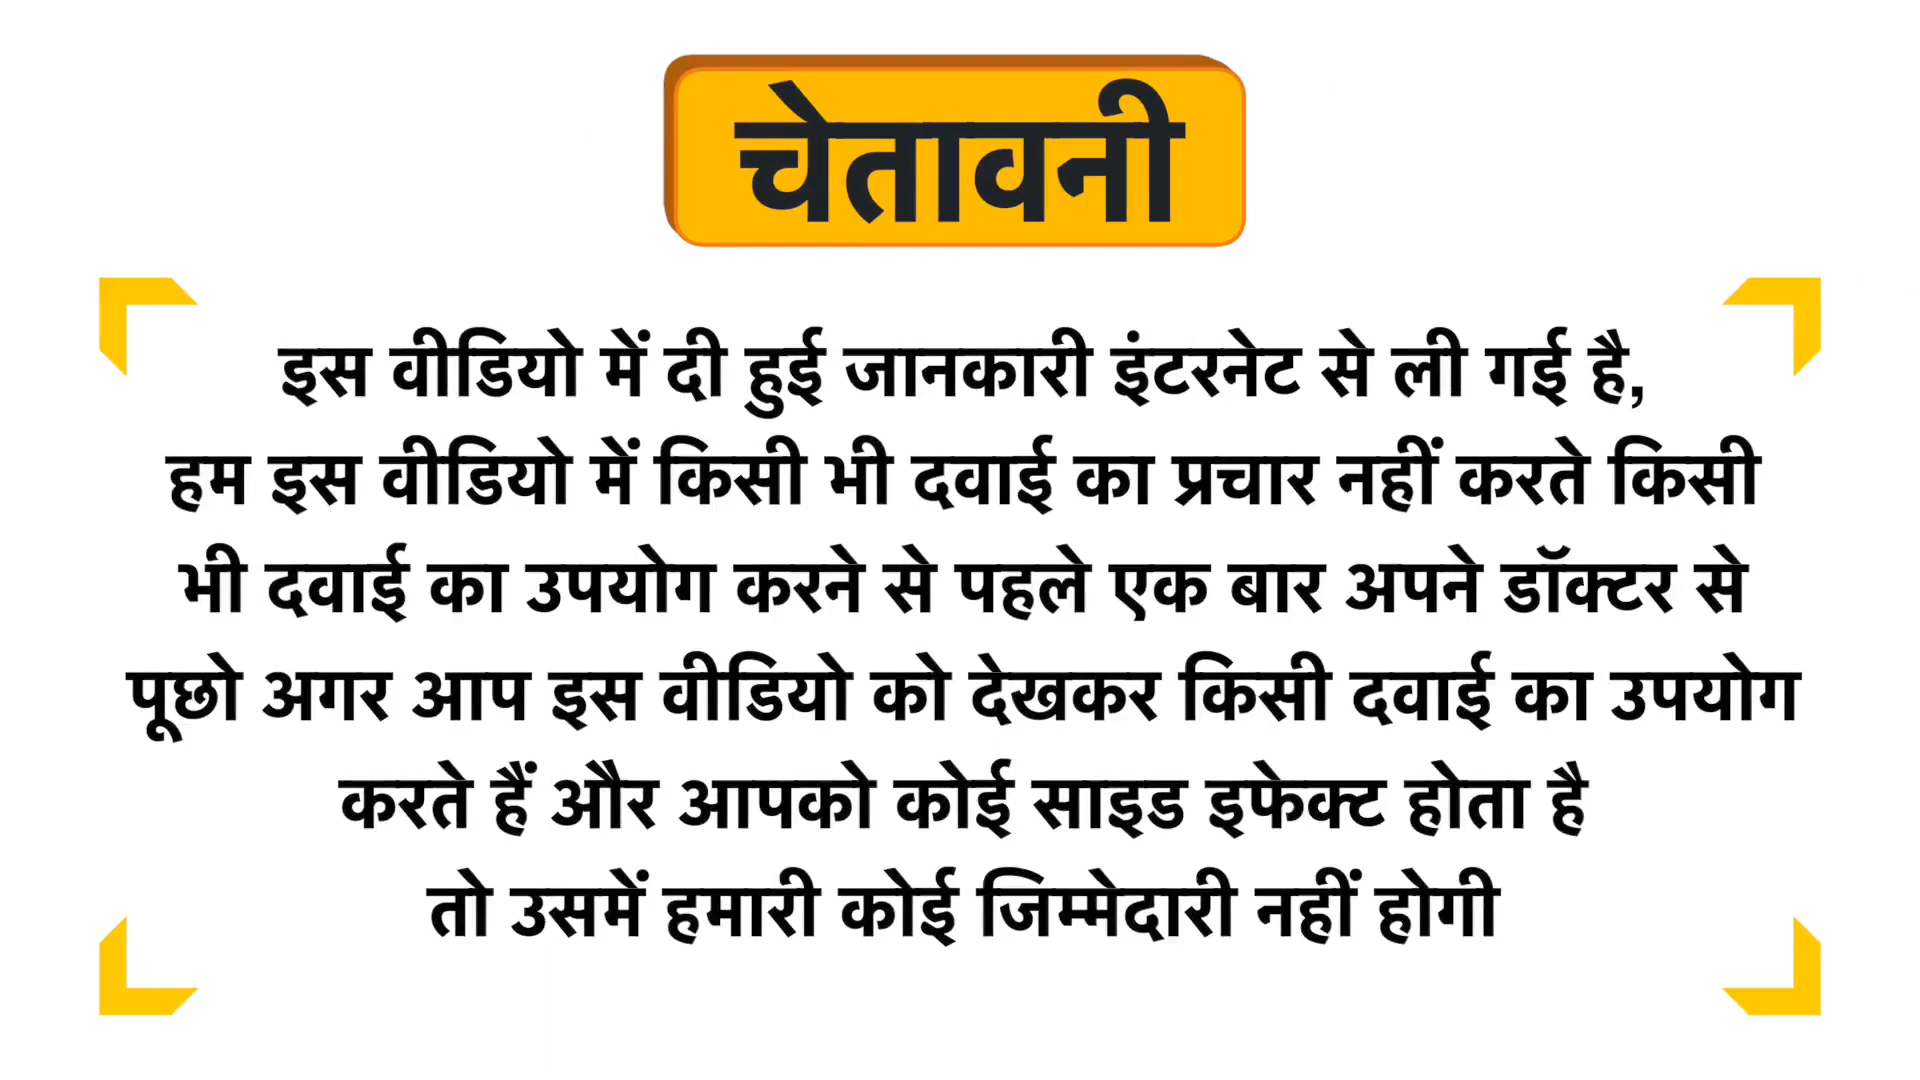 चेतावनी
इस वीडियो में दी हुई जानकारी इंटरनेट से ली गई है,
हम इस वीडियो में किसी भी दवाई का प्रचार नहीं करते किसी
भी दवाई का उपयोग करने से पहले एक बार अपने डॉक्टर से
पूछो अगर आप इस वीडियो को देखकर किसी दवाई का उपयोग
करते हैं और आपको कोई साइड इफेक्ट होता है
तो उसमें हमारी कोई जिम्मेदारी नहीं होगी